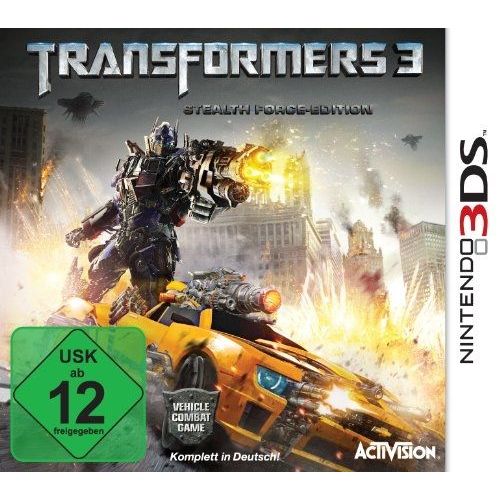 TRANSFORMERS 3
STEALTH FORCE-EDITION
NINTENDO 3DS
USK
ab
12
freigegeben
VEHICLE
COMBAT
GAME
Komplett in Deutsch!
ACTIVISION